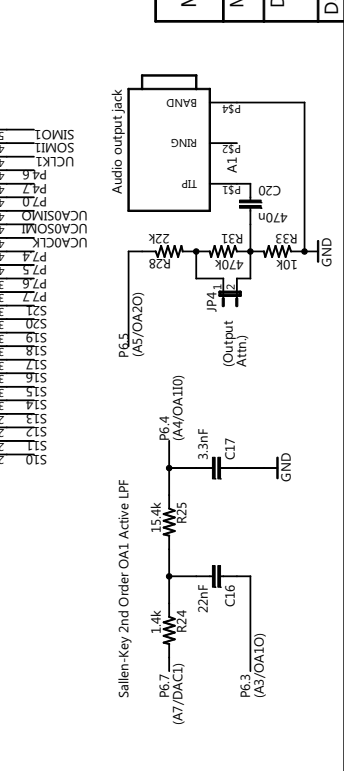 SIMO1
SOMI1
UCLK1
P4.6
P4.7
P7.0
UCA0SIMO
UCA0SOMI
UCA0CLK
P7.4
P7.5
P7.6
P7.7
S21
S20
S19
S18
S17
S16
S15
S14
S13
S12
S11
S10
Audio output jack
BAND
RING
TIP
P$4
P$2
P$1
A1
C20
470n
22k
R28
R31
470k
R33
10k
GND
JP4
1
2
(Output
Attn.)
P6.5
(A5/OA2O)
Sallen-Key 2nd Order OA1 Active LPF
P6.7
(A7/DAC1)
1.4k
R24
15.4k
R25
P6.4
(A4/OA1I0)
22nF
C16
3.3nF
C17
GND
P6.3
(A3/OA1O)
D